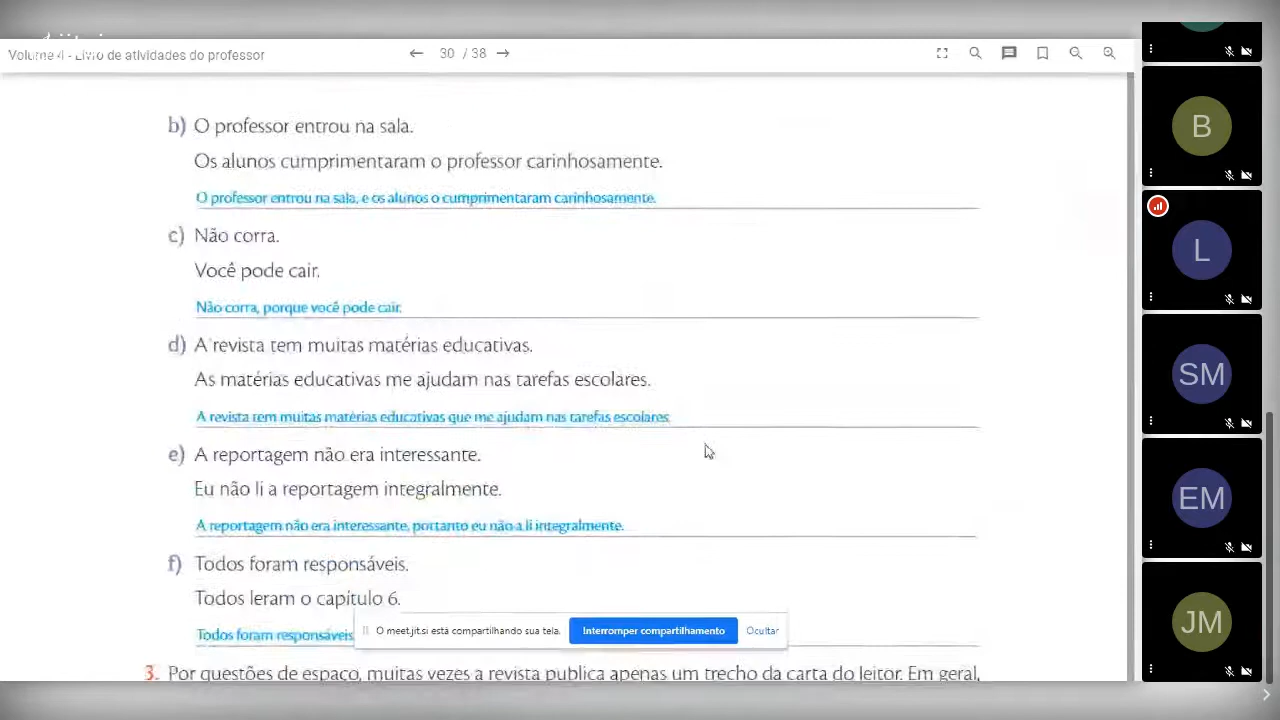 Volume 4 - Livro de atividades do professor
30 / 38
b) O professor entrou na sala.
Os alunos cumprimentaram o professor carinhosamente.
O professor entrou na sala, e os alunos o cumprimentaram carinhosamente.
c) Não corra.
Você pode cair.
Não corra, porque você pode cair.
d) A revista tem muitas matérias educativas.
As matérias educativas me ajudam nas tarefas escolares.
A revista tem muitas matérias educativas que me ajudam nas tarefas escolares.
e) A reportagem não era interessante.
Eu não li a reportagem integralmente.
A reportagem não era interessante, portanto eu não a li integralmente.
f) Todos foram responsáveis.
Todos leram o capítulo 6.
Todos foram responsáveis
O meet.jit.si está compartilhando sua tela.
Interromper compartilhamento
Ocultar
3. Por questões de espaço, muitas vezes a revista publica apenas um trecho da carta do leitor. Em geral,
B
L
SM
EM
JM